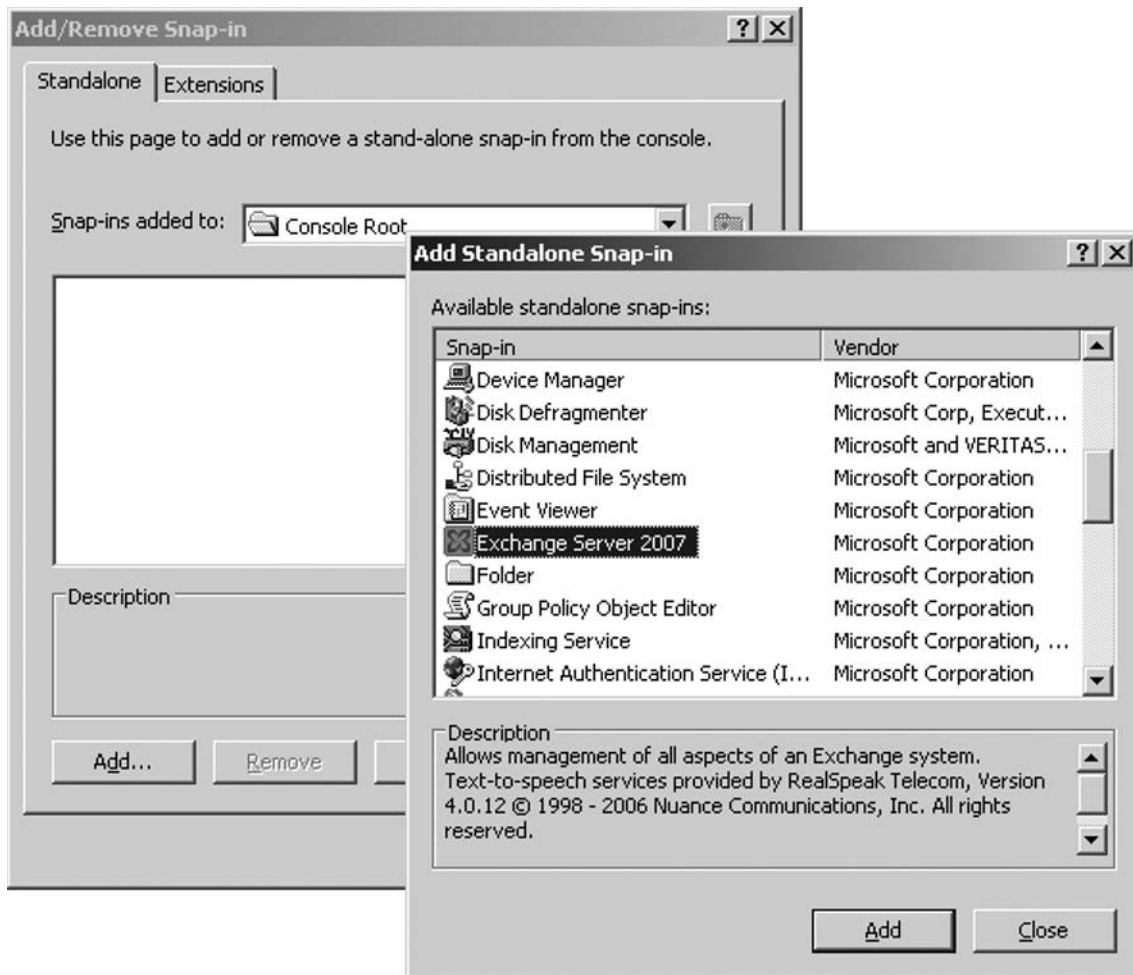 Add/Remove Snap-in
Standalone
Extensions
Use this page to add or remove a stand-alone snap-in from the console.
Snap-ins added to:
Console Root
Add Standalone Snap-in
Available standalone snap-ins:
Snap-in Vendor
Device Manager Microsoft Corporation
Disk Defragmenter Microsoft Corp, Execut...
Disk Management Microsoft and VERITAS...
Distributed File System Microsoft Corporation
Event Viewer Microsoft Corporation
Exchange Server 2007 Microsoft Corporation
Folder Microsoft Corporation
Group Policy Object Editor Microsoft Corporation
Indexing Service Microsoft Corporation, ...
Internet Authentication Service (I... Microsoft Corporation
Description
Allows management of all aspects of an Exchange system.
Text-to-speech services provided by RealSpeak Telecom, Version
4.0.12 © 1998 - 2006 Nuance Communications, Inc. All rights
reserved.
Add Close
Description
Add... Remove